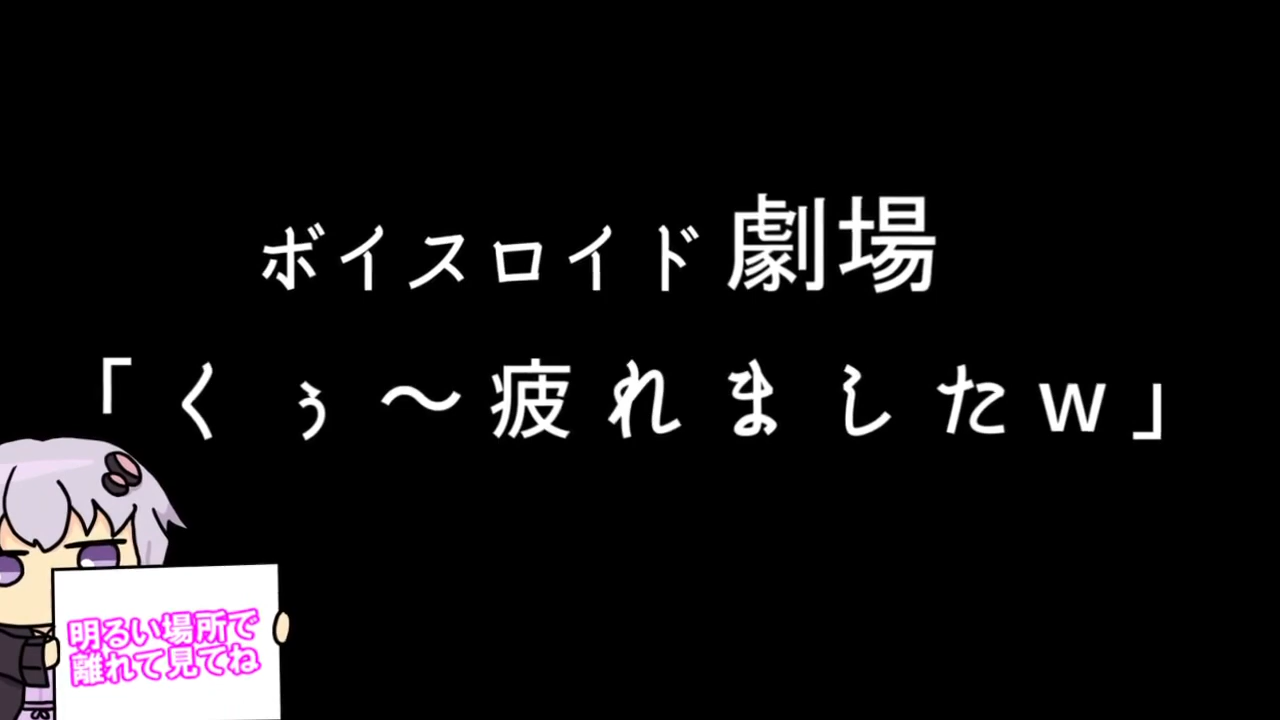 ボイスロイド劇場
「くぅ～疲れましたw」
明るい場所で
離れて見てね